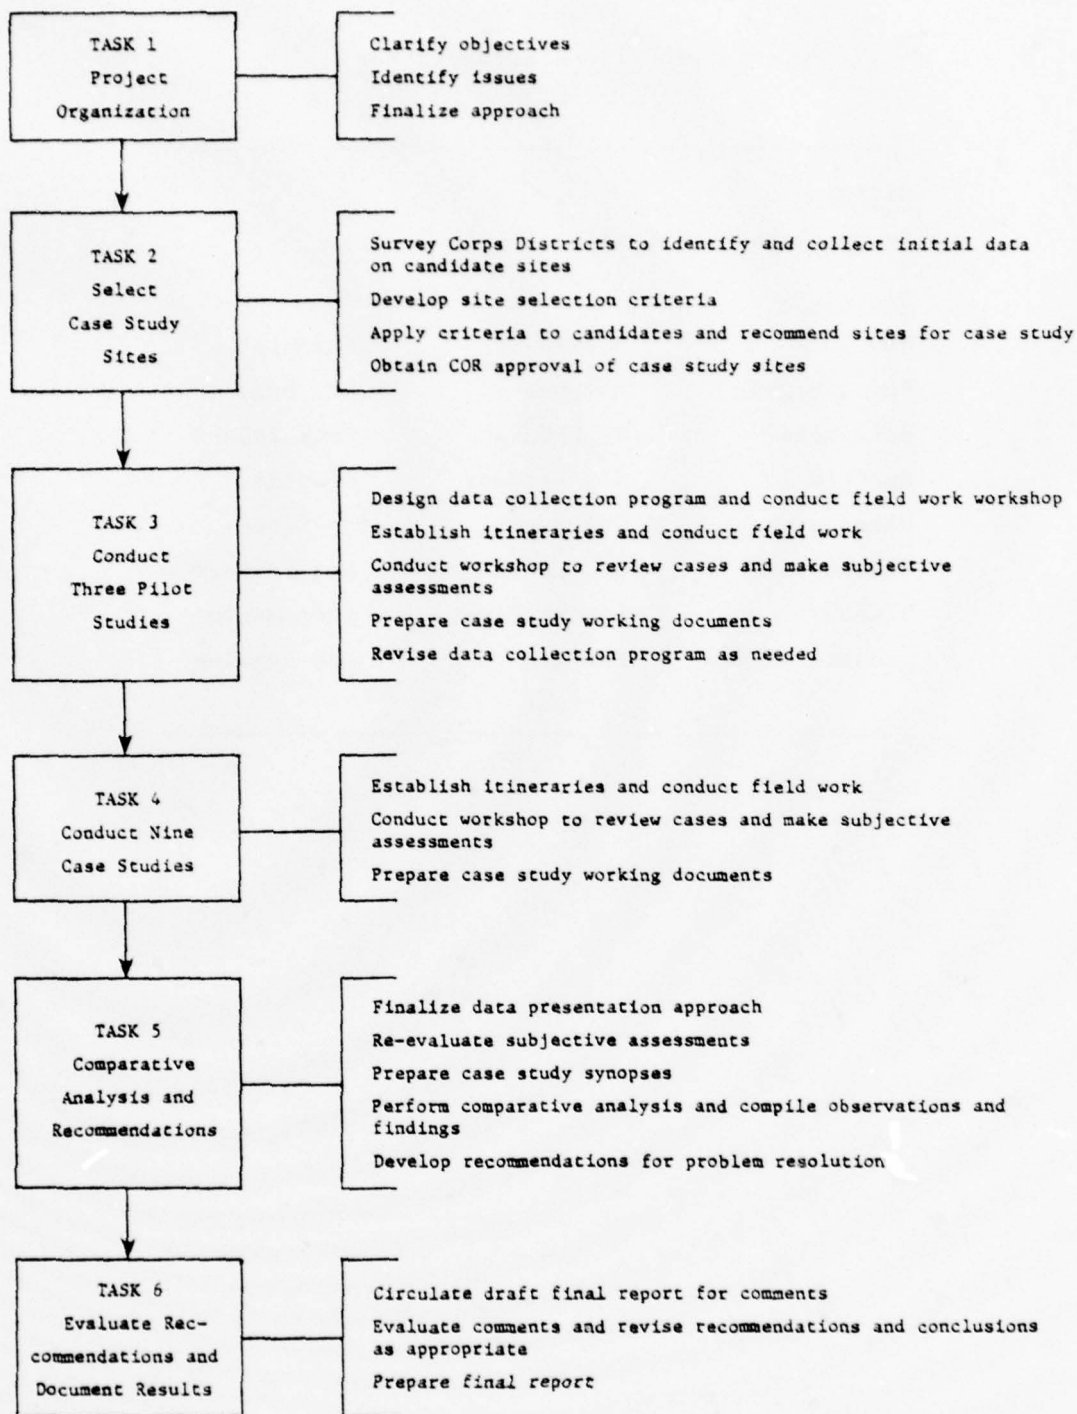 TASK 1
Project
Organization
Clarify objectives
Identify issues
Finalize approach
TASK 2
Select
Case Study
Sites
Survey Corps Districts to identify and collect initial data
on candidate sites
Develop site selection criteria
Apply criteria to candidates and recommend sites for case study
Obtain COR approval of case study sites
TASK 3
Conduct
Three Pilot
Studies
Design data collection program and conduct field work workshop
Establish itineraries and conduct field work
Conduct workshop to review cases and make subjective
assessments
Prepare case study working documents
Revise data collection program as needed
TASK 4
Conduct Nine
Case Studies
Establish itineraries and conduct field work
Conduct workshop to review cases and make subjective
assessments
Prepare case study working documents
TASK 5
Comparative
Analysis and
Recommendations
Finalize data presentation approach
Re-evaluate subjective assessments
Prepare case study synopses
Perform comparative analysis and compile observations and
findings
Develop recommendations for problem resolution
TASK 6
Evaluate Rec-
commendations and
Document Results
Circulate draft final report for comments
Evaluate comments and revise recommendations and conclusions
as appropriate
Prepare final report